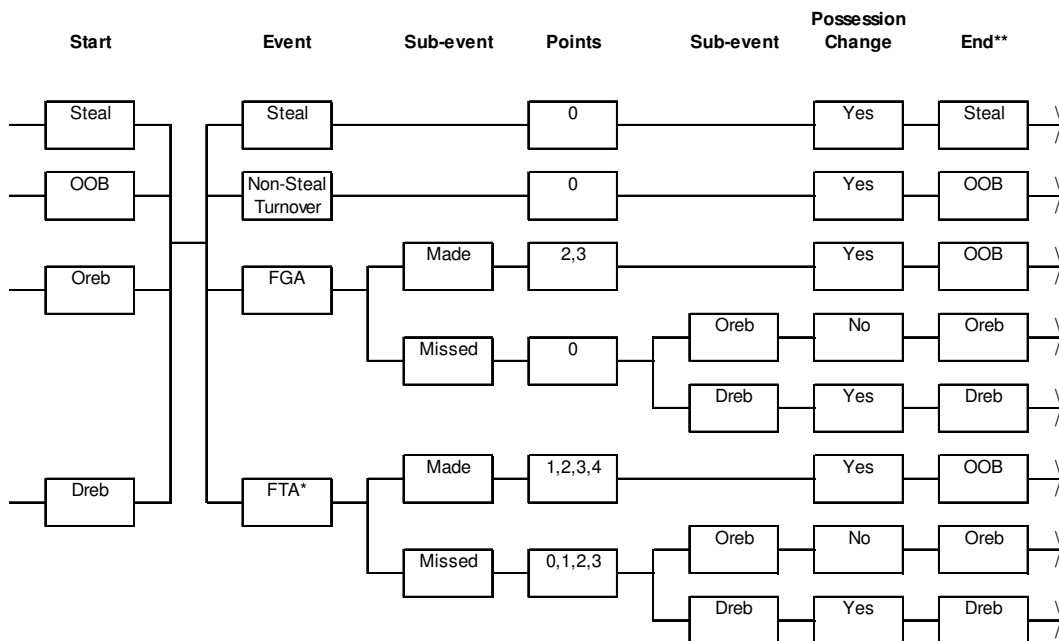 Start Event Sub-event Points Sub-event Possession Change End**
Steal Steal 0 Yes Steal
OOB Non-Steal Turnover 0 Yes OOB
Made 2,3 Yes OOB
Oreb FGA
Oreb No Oreb
Missed 0
Dreb Yes Dreb
Made 1,2,3,4 Yes OOB
Dreb FTA*
Oreb No Oreb
Missed 0,1,2,3
Dreb Yes Dreb